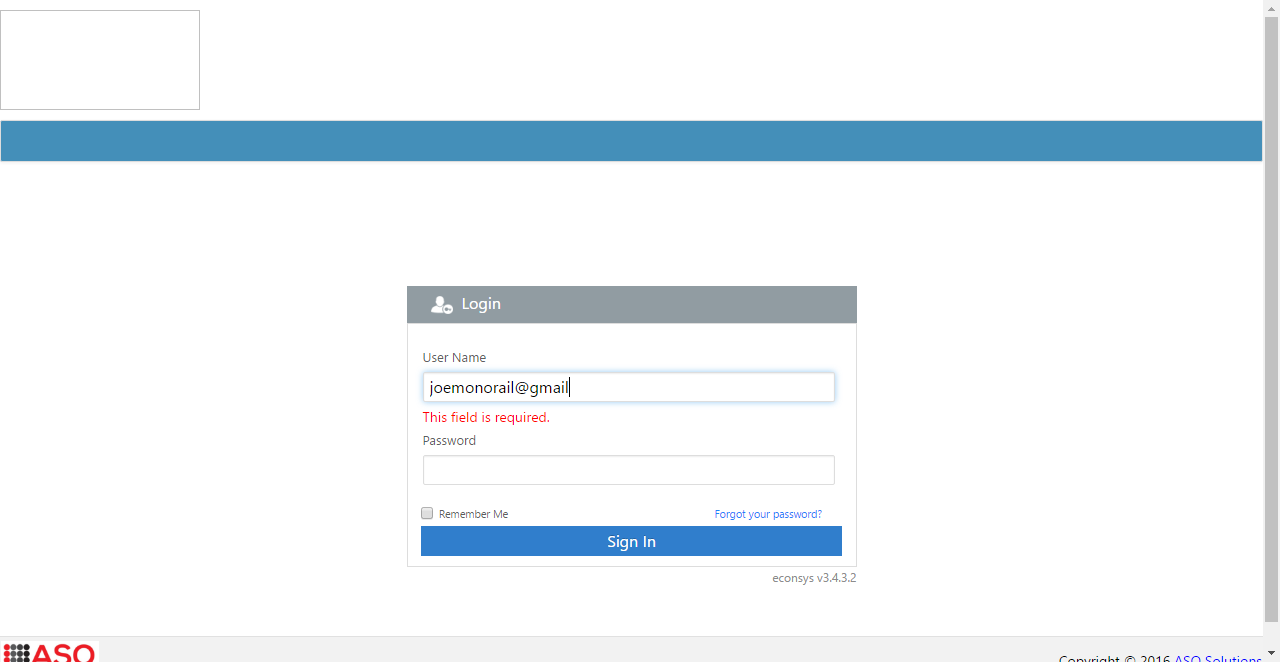 Login
User Name
joemonorail@gmail
This field is required.
Password
Remember Me
Forgot your password?
Sign In
econsys v3.4.3.2
ASO
Copyright © 2016 ASO Solutions